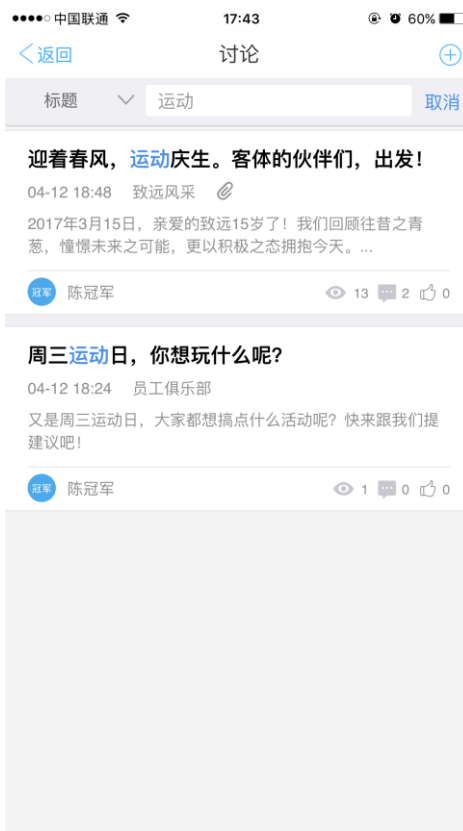 中国联通 17:43 60%
返回 讨论
标题 运动 取消
迎着春风，运动庆生。客体的伙伴们，出发！
04-12 18:48 致远风采
2017年3月15日，亲爱的致远15岁了！我们回顾往昔之青
葱，憧憬未来之可能，更以积极之态拥抱今天。...
冠军 陈冠军 13 2 0
周三运动日，你想玩什么呢?
04-12 18:24 员工俱乐部
又是周三运动日，大家都想搞点什么活动呢？快来跟我们提
建议吧！
冠军 陈冠军 1 0 0